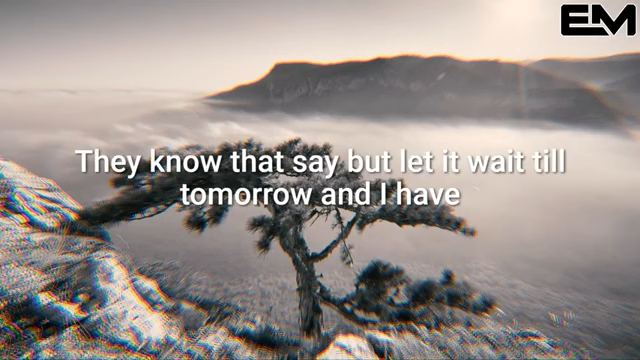 EM
They know that say but let it wait till
tomorrow and I have